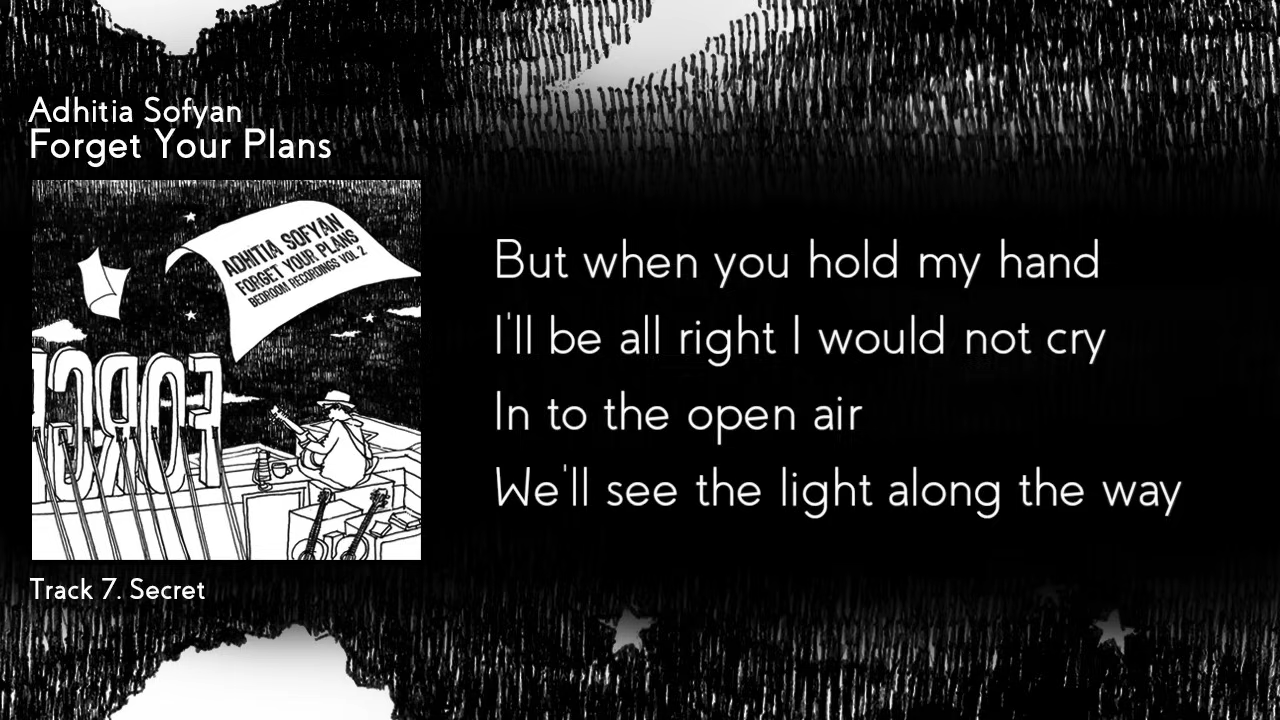 Adhitia Sofyan
Forget Your Plans
ADHITIA SOFYAN
FORGET YOUR PLANS
BEDROOM RECORDINGS VOL 2
FORG
Track 7. Secret
But when you hold my hand
I'll be all right I would not cry
In to the open air
We'll see the light along the way